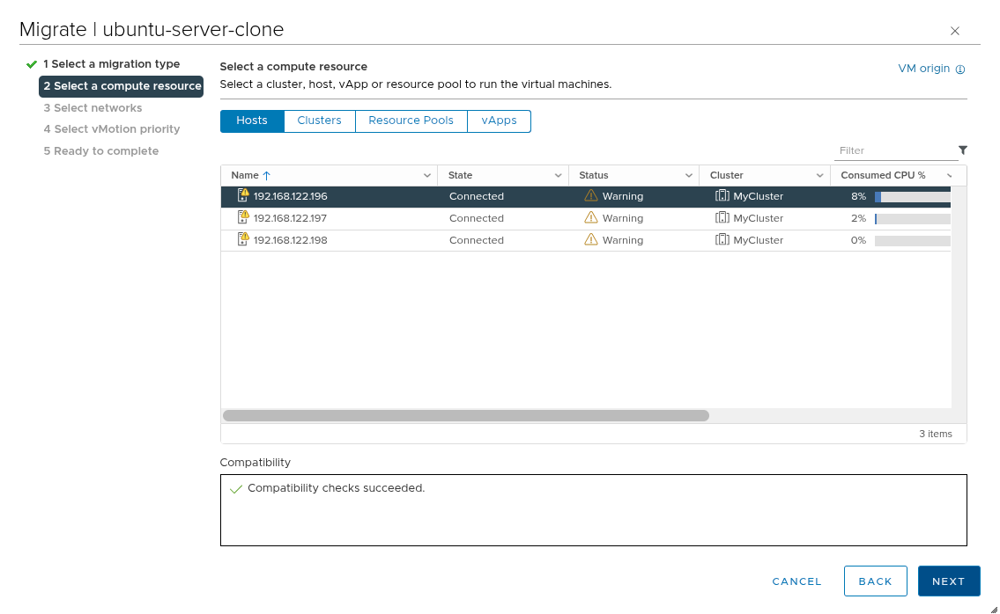 Migrate | ubuntu-server-clone
1 Select a migration type
2 Select a compute resource
3 Select networks
4 Select vMotion priority
5 Ready to complete
Select a compute resource
VM origin
Select a cluster, host, vApp or resource pool to run the virtual machines.
Hosts Clusters Resource Pools vApps
Filter
Name State Status Cluster Consumed CPU %
192.168.122.196 Connected Warning MyCluster 8%
192.168.122.197 Connected Warning MyCluster 2%
192.168.122.198 Connected Warning MyCluster 0%
3 items
Compatibility
Compatibility checks succeeded.
CANCEL BACK NEXT